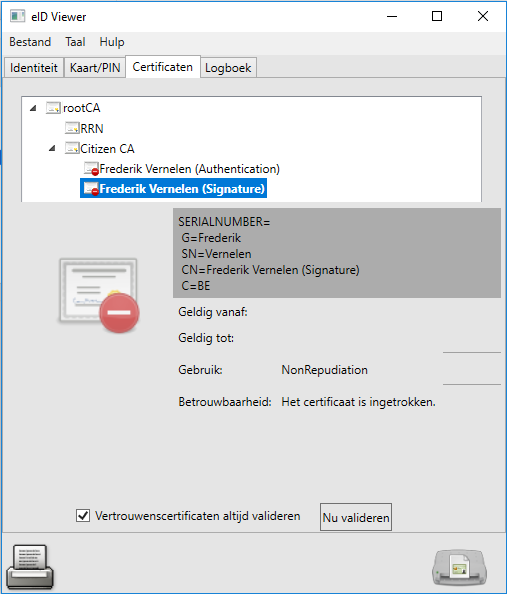 eID Viewer
Bestand Taal Hulp
Identiteit Kaart/PIN Certificaten Logboek
rootCA
RRN
Citizen CA
Frederik Vernelen (Authentication)
Frederik Vernelen (Signature)
SERIALNUMBER=
G=Frederik
SN=Vernelen
CN=Frederik Vernelen (Signature)
C=BE
Geldig vanaf:
Geldig tot:
Gebruik: NonRepudiation
Betrouwbaarheid: Het certificaat is ingetrokken.
Vertrouwenscertificaten altijd valideren Nu valideren